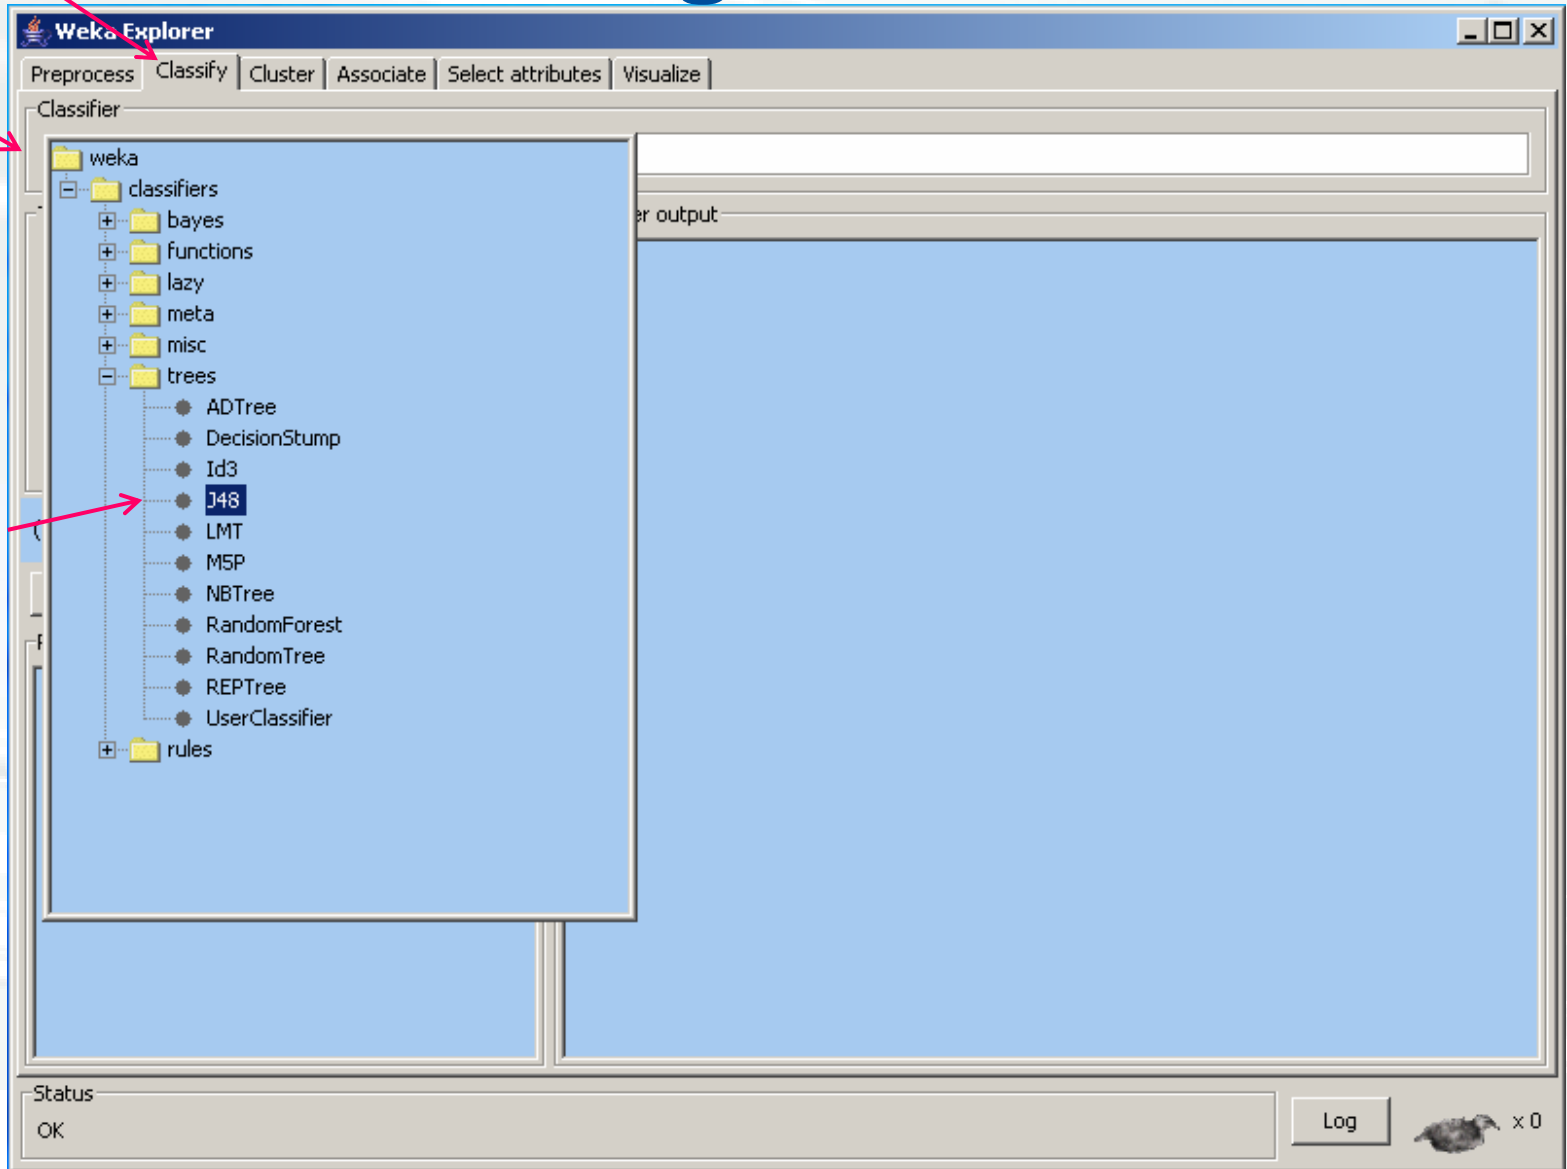 Weka Explorer
Preprocess Classify Cluster Associate Select attributes Visualize
Classifier
weka
classifiers
bayes
er output
functions
lazy
meta
misc
trees
ADTree
DecisionStump
Id3
J48
LMT
M5P
NBTree
RandomForest
RandomTree
REPTree
UserClassifier
rules
Status
OK
Log
x 0